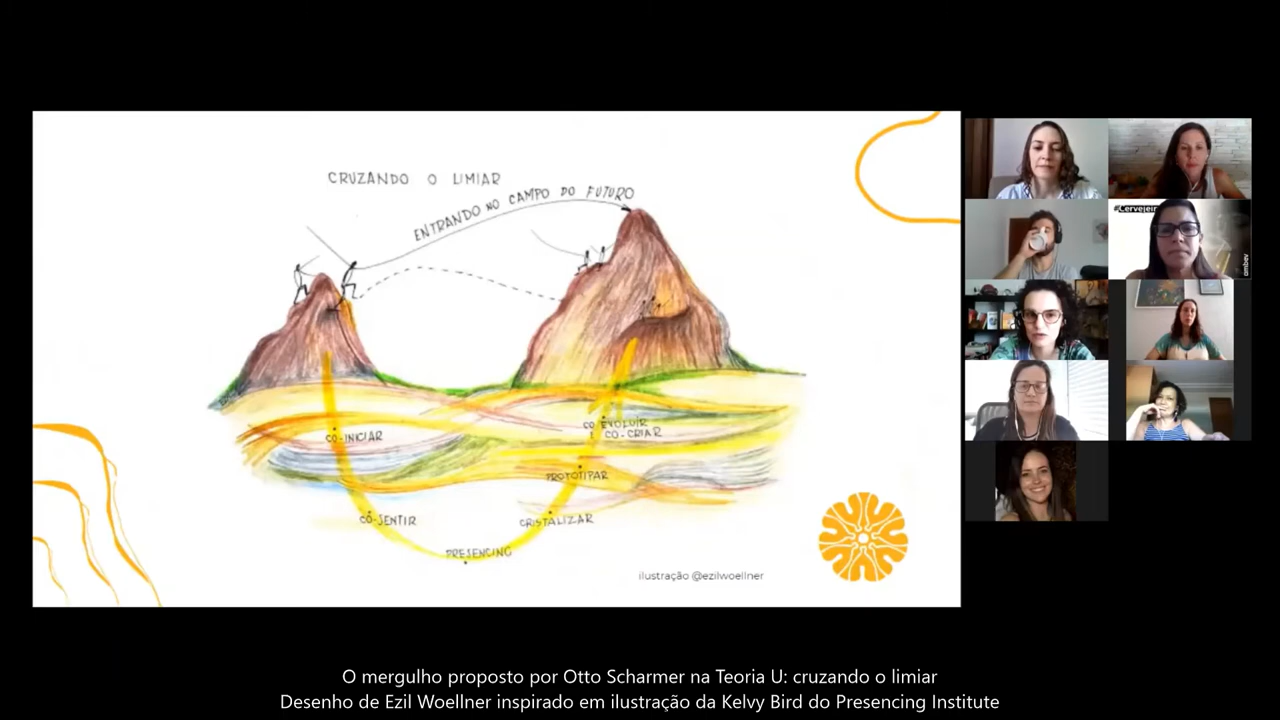 CRUZANDO O LIMIAR
ENTRANDO NO CAMPO DO FUTURO
CO-INICIAR
CO-SENTIR
PRESENCING
CRISTALIZAR
PROTOTIPAR
CO EVOLUIR
E CO-CRIAR
ilustração @ezilwoellner
#Cervejeir
ambev
O mergulho proposto por Otto Scharmer na Teoria U: cruzando o limiar
Desenho de Ezil Woellner inspirado em ilustração da Kelvy Bird do Presencing Institute